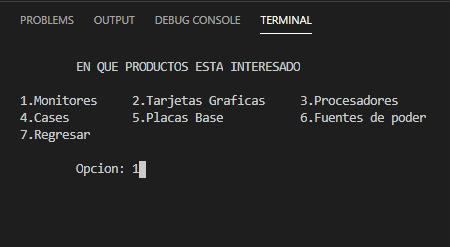 PROBLEMS OUTPUT DEBUG CONSOLE TERMINAL
EN QUE PRODUCTOS ESTA INTERESADO
1.Monitores 2.Tarjetas Graficas 3.Procesadores
4.Cases 5.Placas Base 6.Fuentes de poder
7.Regresar
Opcion: 1